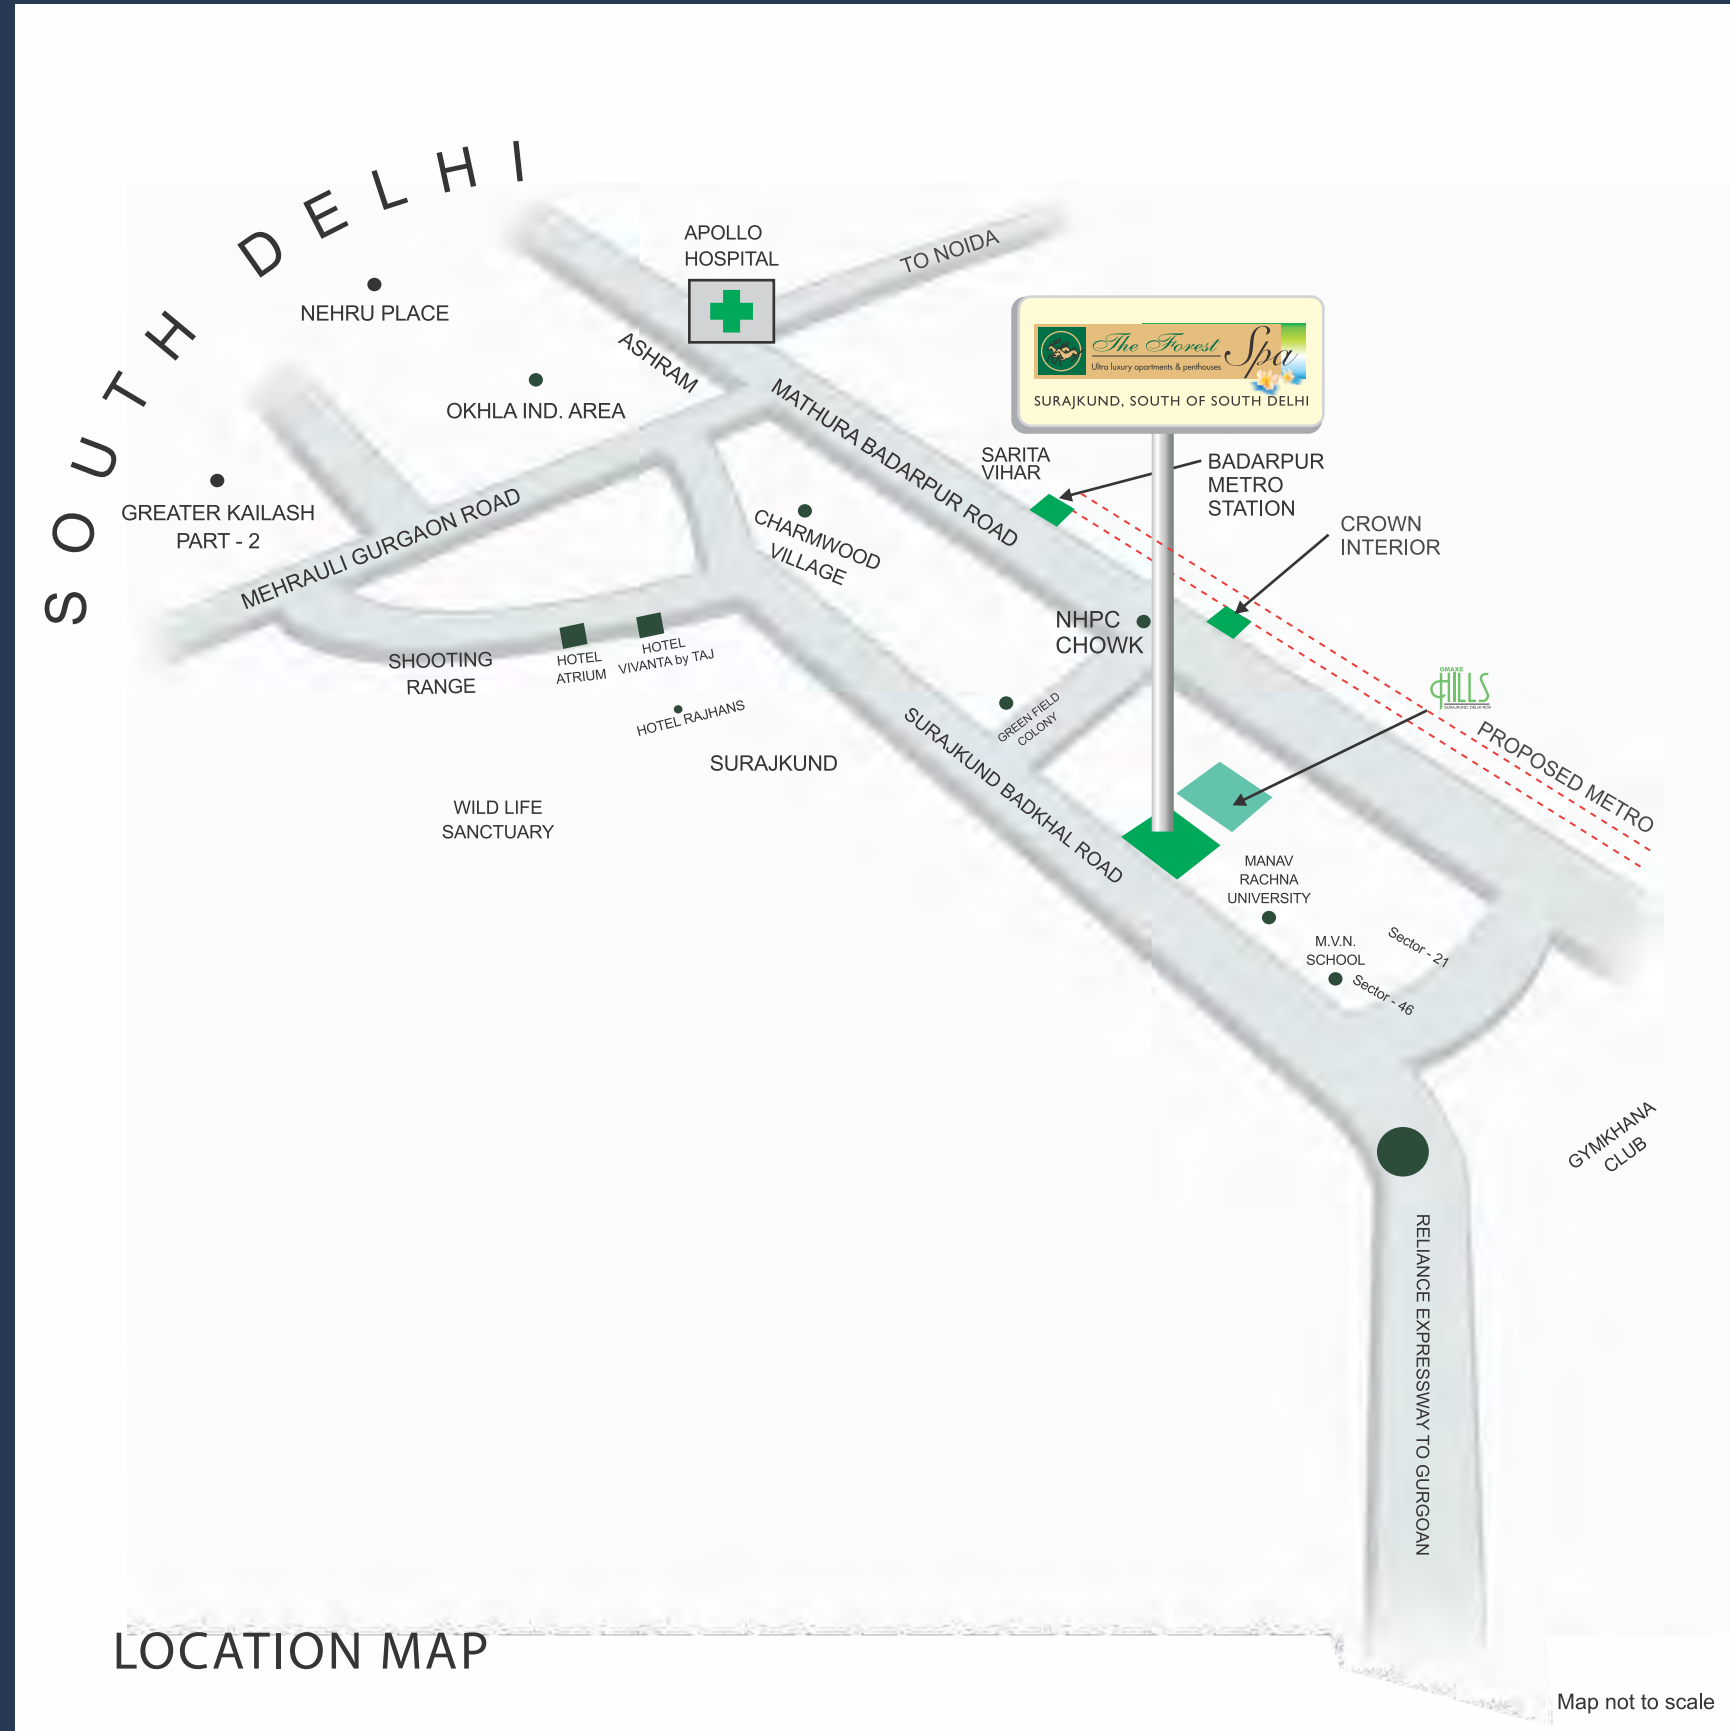 SOUTH DELHI
APOLLO
HOSPITAL
TO NOIDA
NEHRU PLACE
ASHRAM
OKHLA IND. AREA
The Forest Spa
Ultra luxury apartments & penthouses
SURAJKUND, SOUTH OF SOUTH DELHI
MATHURA BADARPUR ROAD
SARITA
VIHAR
BADARPUR
METRO
STATION
GREATER KAILASH
PART - 2
MEHRAULI GURGAON ROAD
CHARMWOOD
VILLAGE
CROWN
INTERIOR
NHPC
CHOWK
SHOOTING
RANGE
HOTEL
ATRIUM
HOTEL
VIVANTA by TAJ
HOTEL RAJHANS
GREEN FIELD
COLONY
OMAXE
HILLS
SURAJKUND, DELHI-NCR
PROPOSED METRO
SURAJKUND
SURAJKUND BADKHAL ROAD
WILD LIFE
SANCTUARY
MANAV
RACHNA
UNIVERSITY
M.V.N.
SCHOOL
Sector - 21
Sector - 46
GYMKHANA
CLUB
RELIANCE EXPRESSWAY TO GURGOAN
LOCATION MAP
Map not to scale